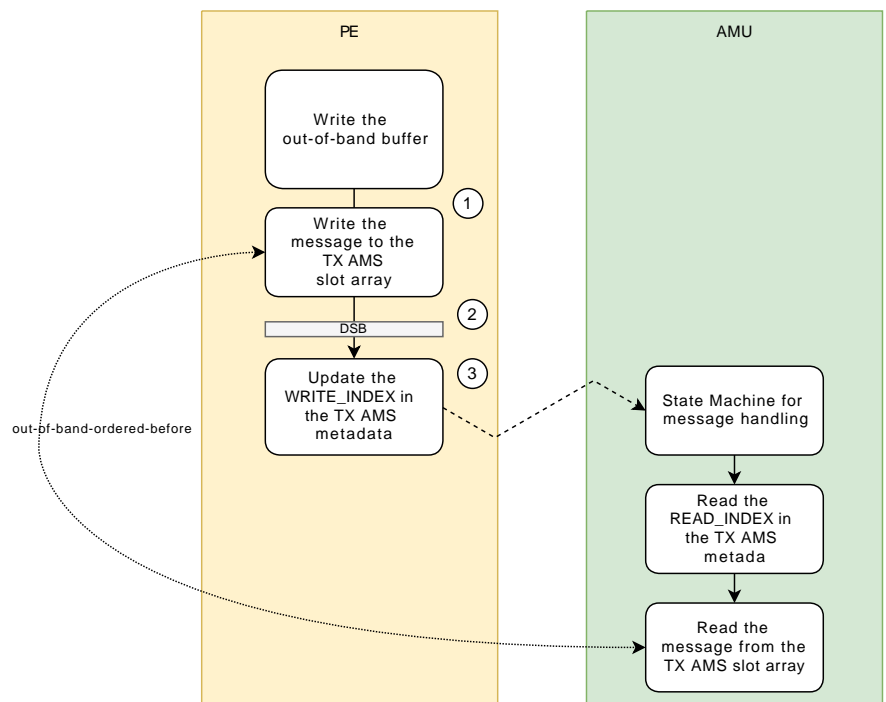 PE
AMU
Write the
out-of-band buffer
1
Write the
message to the
TX AMS
slot array
2
DSB
3
Update the
WRITE_INDEX in
the TX AMS
metadata
State Machine for
message handling
out-of-band-ordered-before
Read the
READ_INDEX in
the TX AMS
metada
Read the
message from the
TX AMS slot array